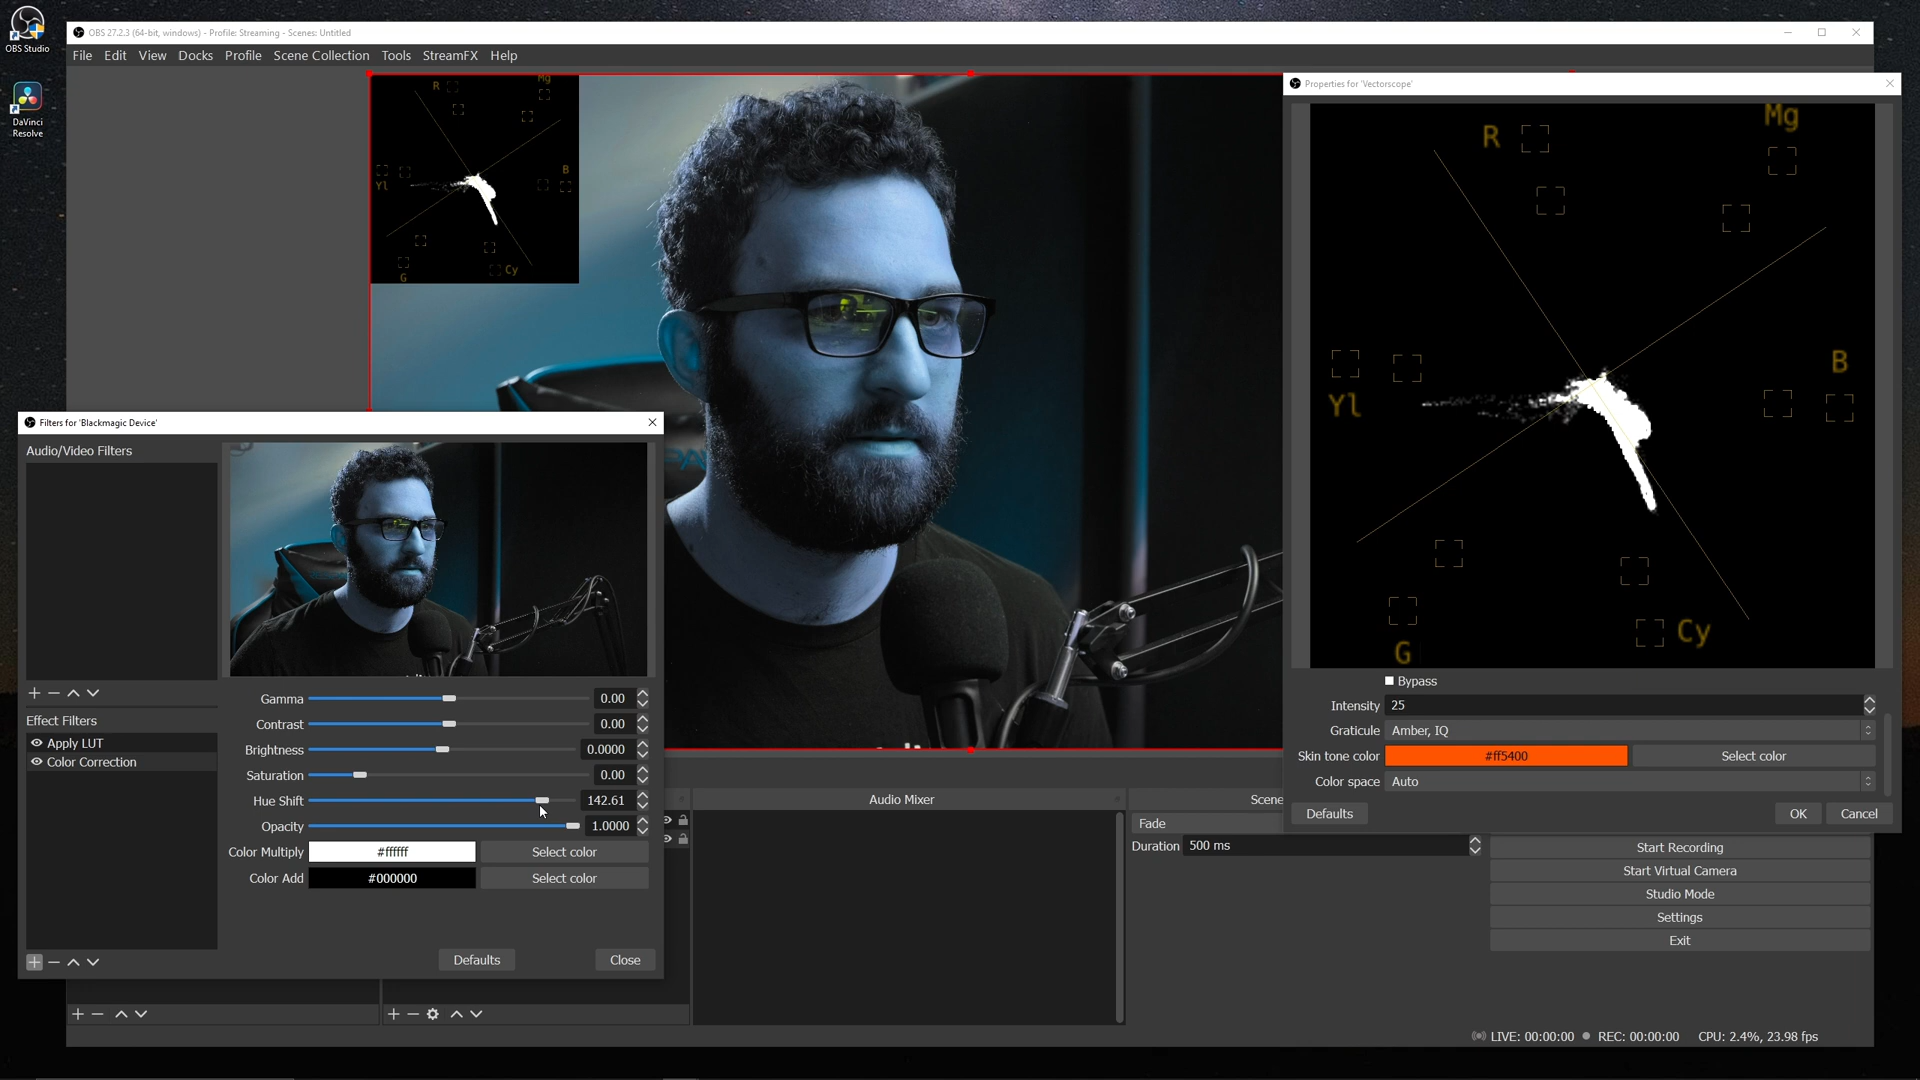 OBS Studio
DaVinci
Resolve
OBS 27.2.3 (64-bit, windows) - Profile: Streaming - Scenes: Untitled
File Edit View Docks Profile Scene Collection Tools StreamFX Help
R Mg
Yl B
G Cy
Properties for 'Vectorscope'
R Mg
Yl B
G Cy
Bypass
Intensity 25
Graticule Amber, IQ
Skin tone color #ff5400 Select color
Color space Auto
Defaults OK Cancel
Filters for 'Blackmagic Device'
Audio/Video Filters
Effect Filters
Apply LUT
Color Correction
Gamma 0.00
Contrast 0.00
Brightness 0.0000
Saturation 0.00
Hue Shift 142.61
Opacity 1.0000
Color Multiply #ffffff Select color
Color Add #000000 Select color
Defaults Close
Audio Mixer
Scene
Fade
Duration 500 ms
Start Recording
Start Virtual Camera
Studio Mode
Settings
Exit
LIVE: 00:00:00 REC: 00:00:00 CPU: 2.4%, 23.98 fps